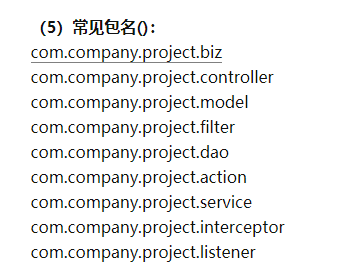 （5）常见包名()：
com.company.project.biz
com.company.project.controller
com.company.project.model
com.company.project.filter
com.company.project.dao
com.company.project.action
com.company.project.service
com.company.project.interceptor
com.company.project.listener